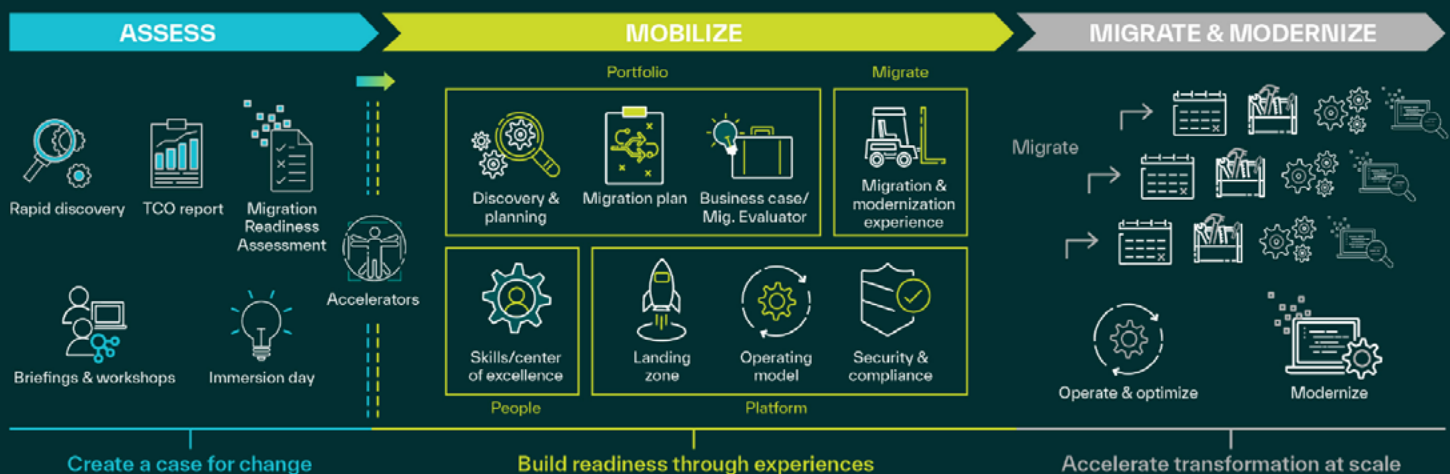 ASSESS
MOBILIZE
MIGRATE & MODERNIZE
Portfolio
Migrate
Rapid discovery
TCO report
Migration
Readiness
Assessment
Accelerators
Briefings & workshops
Immersion day
Discovery &
planning
Migration plan
Business case/
Mig. Evaluator
Migration &
modernization
experience
Skills/center
of excellence
Landing
zone
Operating
model
Security &
compliance
People
Platform
Migrate
Operate & optimize
Modernize
Create a case for change
Build readiness through experiences
Accelerate transformation at scale